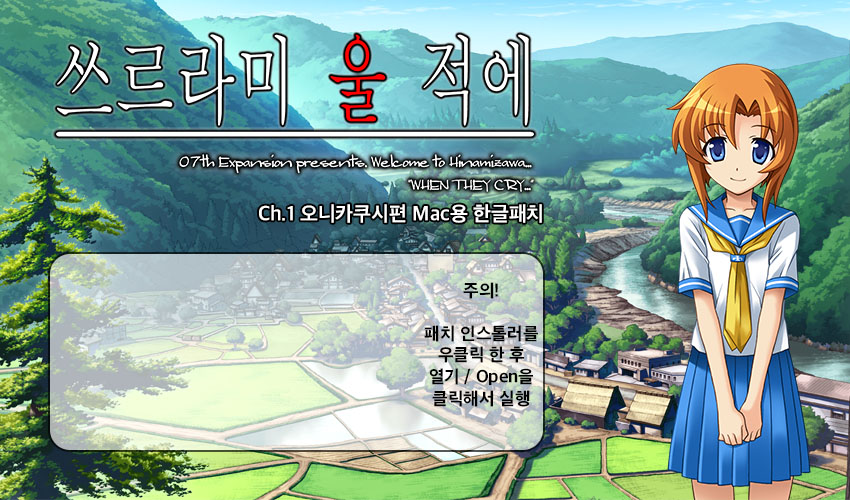 쓰르라미 울 적에
07th Expansion presents. Welcome to Hinamizawa...
"WHEN THEY CRY..."
Ch.1 오니카쿠시편 Mac용 한글패치
주의!
패치 인스톨러를
우클릭 한 후
열기 / Open을
클릭해서 실행